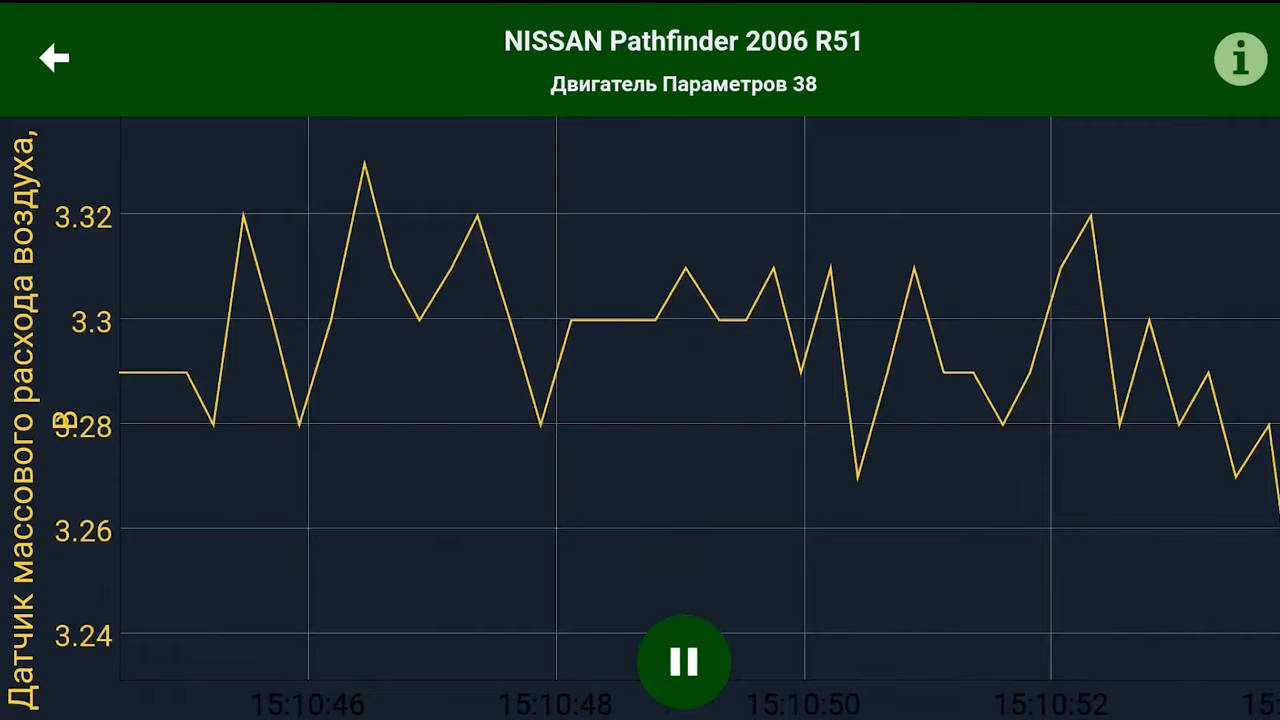 NISSAN Pathfinder 2006 R51
Двигатель Параметров 38
Датчик массового расхода воздуха,
В
3.32
3.3
3.28
3.26
3.24
15:10:46
15:10:48
15:10:50
15:10:52
15: